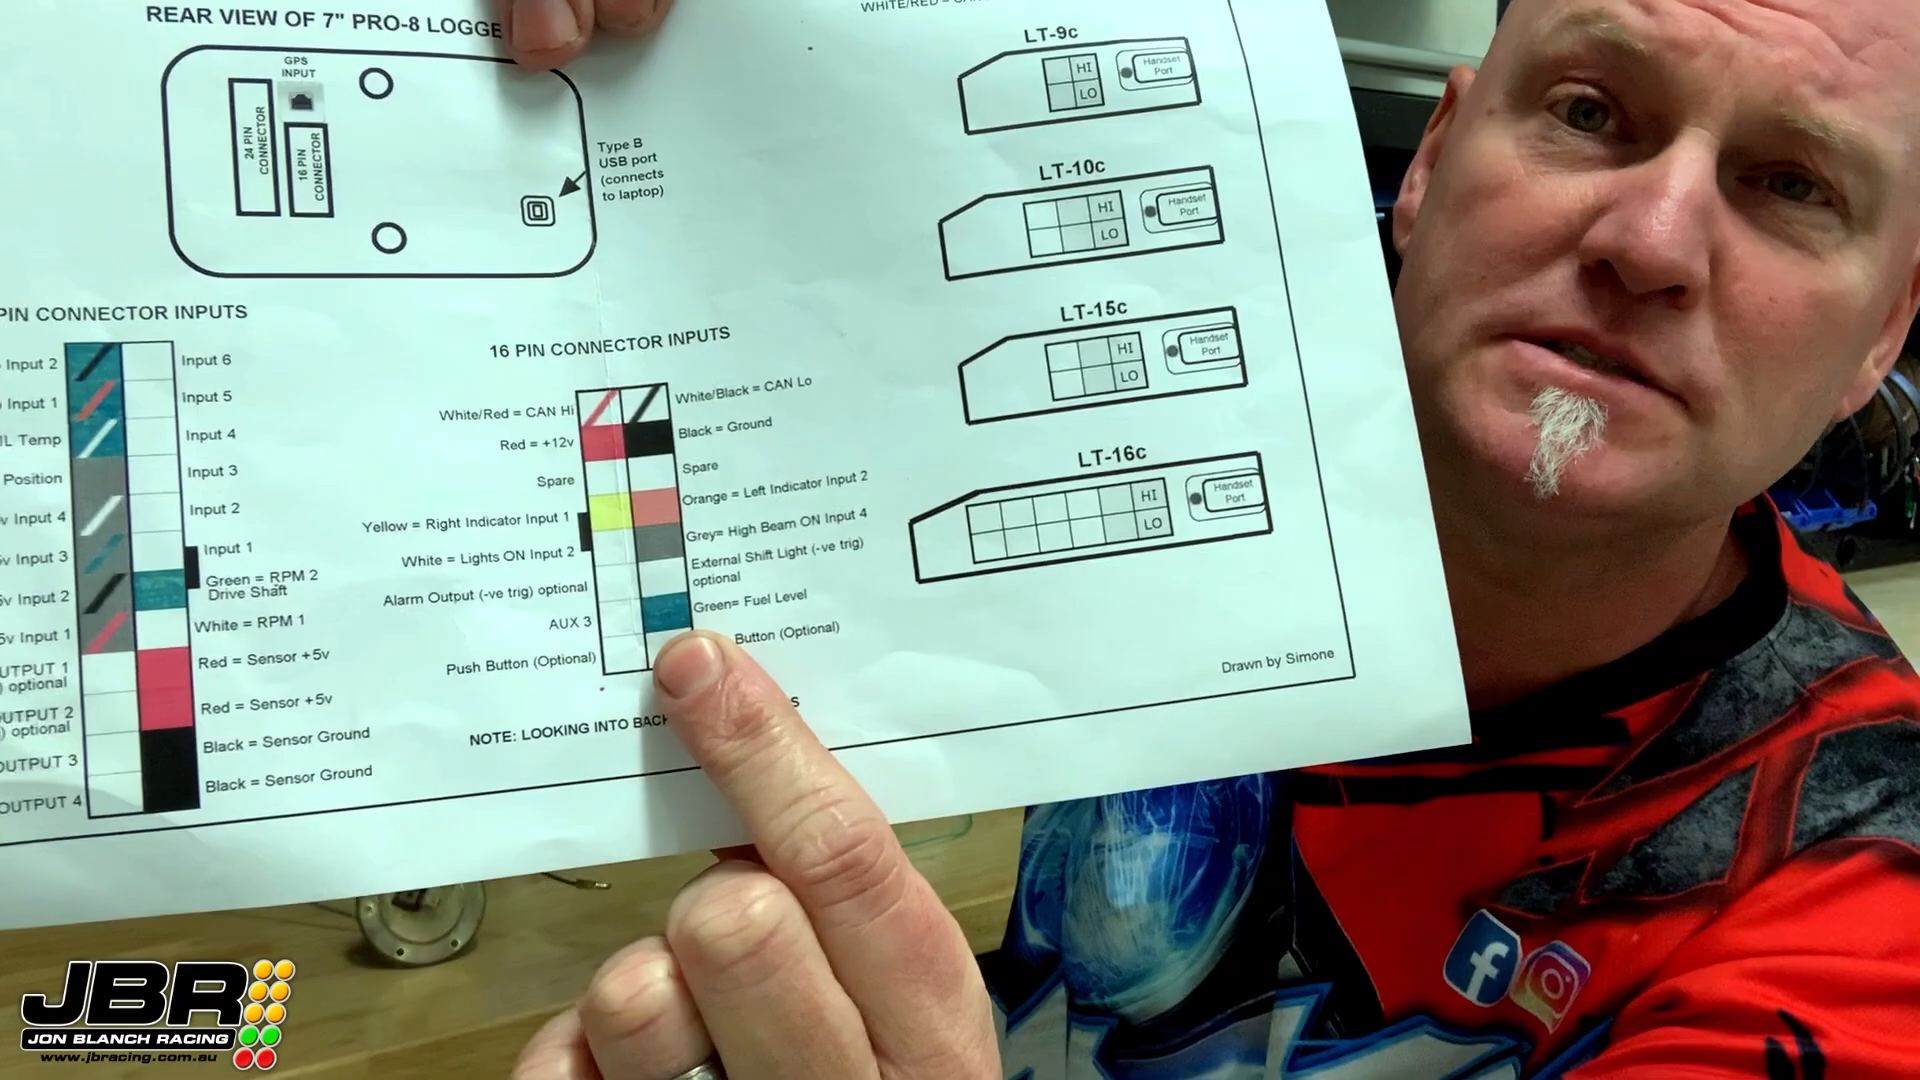 REAR VIEW OF 7" PRO-8 LOGGE
GPS
INPUT
24 PIN
CONNECTOR
16 PIN
CONNECTOR
Type B
USB port
(connects
to laptop)
WHITE/RED =
LT-9c
HI
LO
Handset
Port
LT-10c
HI
LO
Handset
Port
LT-15c
HI
LO
Handset
Port
LT-16c
HI
LO
Handset
Port
Drawn by Simone
PIN CONNECTOR INPUTS
Input 2
Input 1
IL Temp
Position
v Input 4
5v Input 3
5v Input 2
5v Input 1
OUTPUT 1
) optional
OUTPUT 2
) optional
OUTPUT 3
OUTPUT 4
Input 6
Input 5
Input 4
Input 3
Input 2
Input 1
Green = RPM 2
Drive Shaft
White = RPM 1
Red = Sensor +5v
Red = Sensor +5v
Black = Sensor Ground
Black = Sensor Ground
16 PIN CONNECTOR INPUTS
White/Red = CAN Hi
Red = +12v
Spare
Yellow = Right Indicator Input 1
White = Lights ON Input 2
Alarm Output (-ve trig) optional
AUX 3
Push Button (Optional)
White/Black = CAN Lo
Black = Ground
Spare
Orange = Left Indicator Input 2
Grey= High Beam ON Input 4
External Shift Light (-ve trig)
optional
Green= Fuel Level
Button (Optional)
NOTE: LOOKING INTO BACK
JBR
JON BLANCH RACING
www.jbracing.com.au